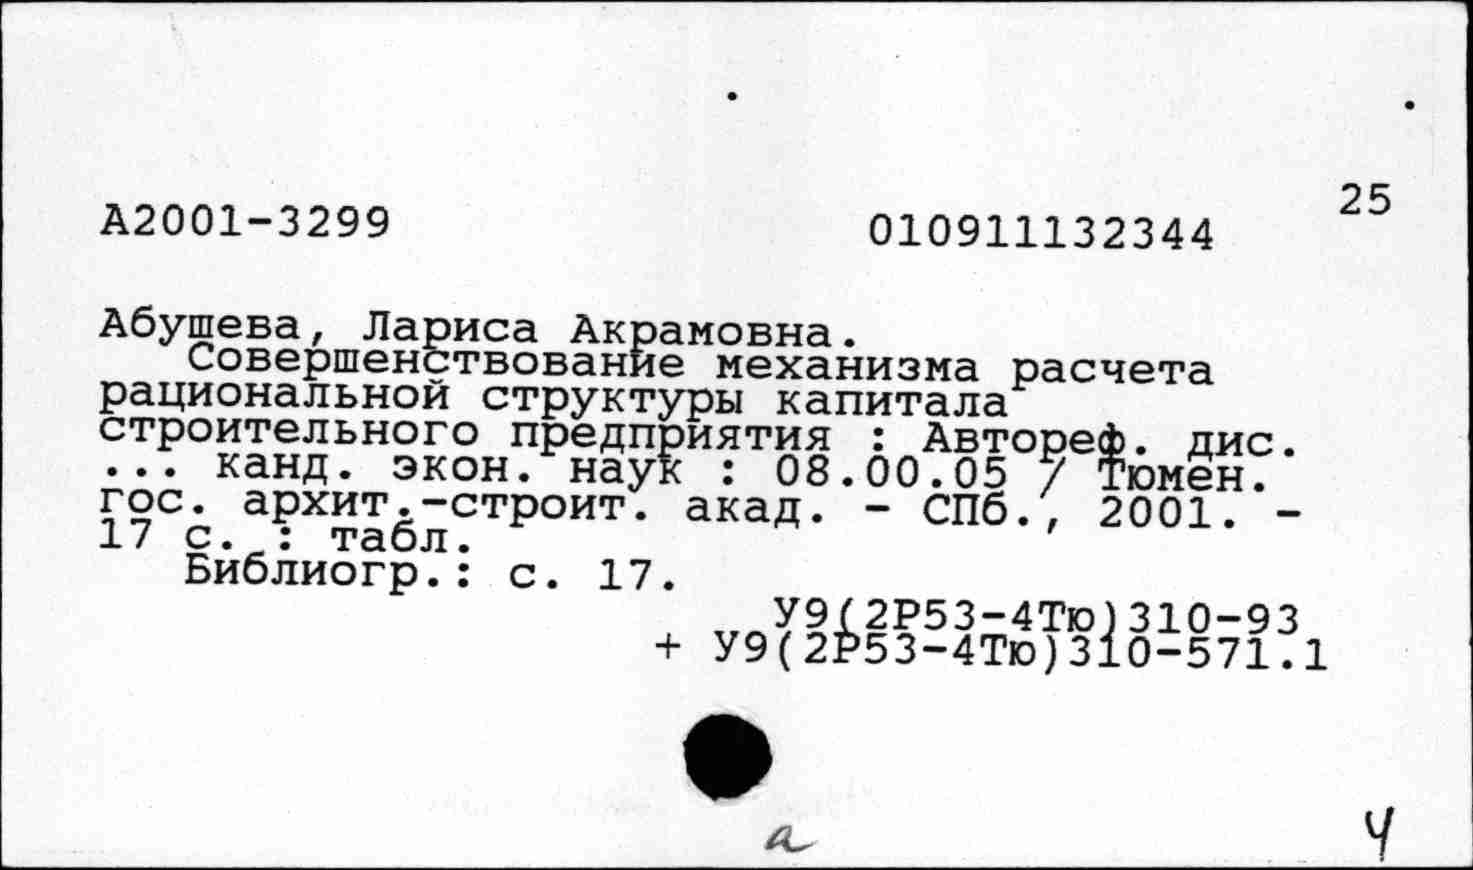 25
А2001-3299 010911132344
Абушева, Лариса Акрамовна.
Совершенствование механизма расчета
рациональной структуры капитала
строительного предприятия : Автореф. дис.
... канд. экон. наук : 08.00.05 / Тюмен.
гос. архит.-строит. акад. - СПб., 2001. -
17 с. : табл.
Библиогр.: с. 17.
У9(2Р53-4Тю)310-93
+ У9(2Р53-4Тю)310-571.1
а
Ч